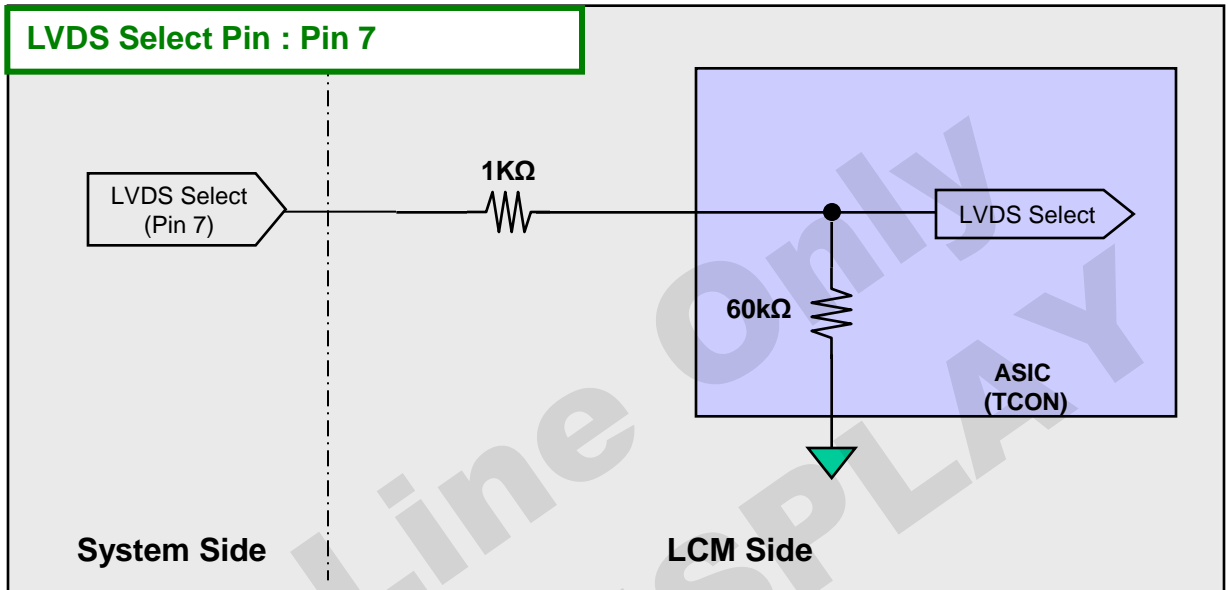 LVDS Select Pin : Pin 7
1KΩ
LVDS Select
(Pin 7)
LVDS Select
60kΩ
ASIC
(TCON)
System Side
LCM Side
Line Only
SPLAY